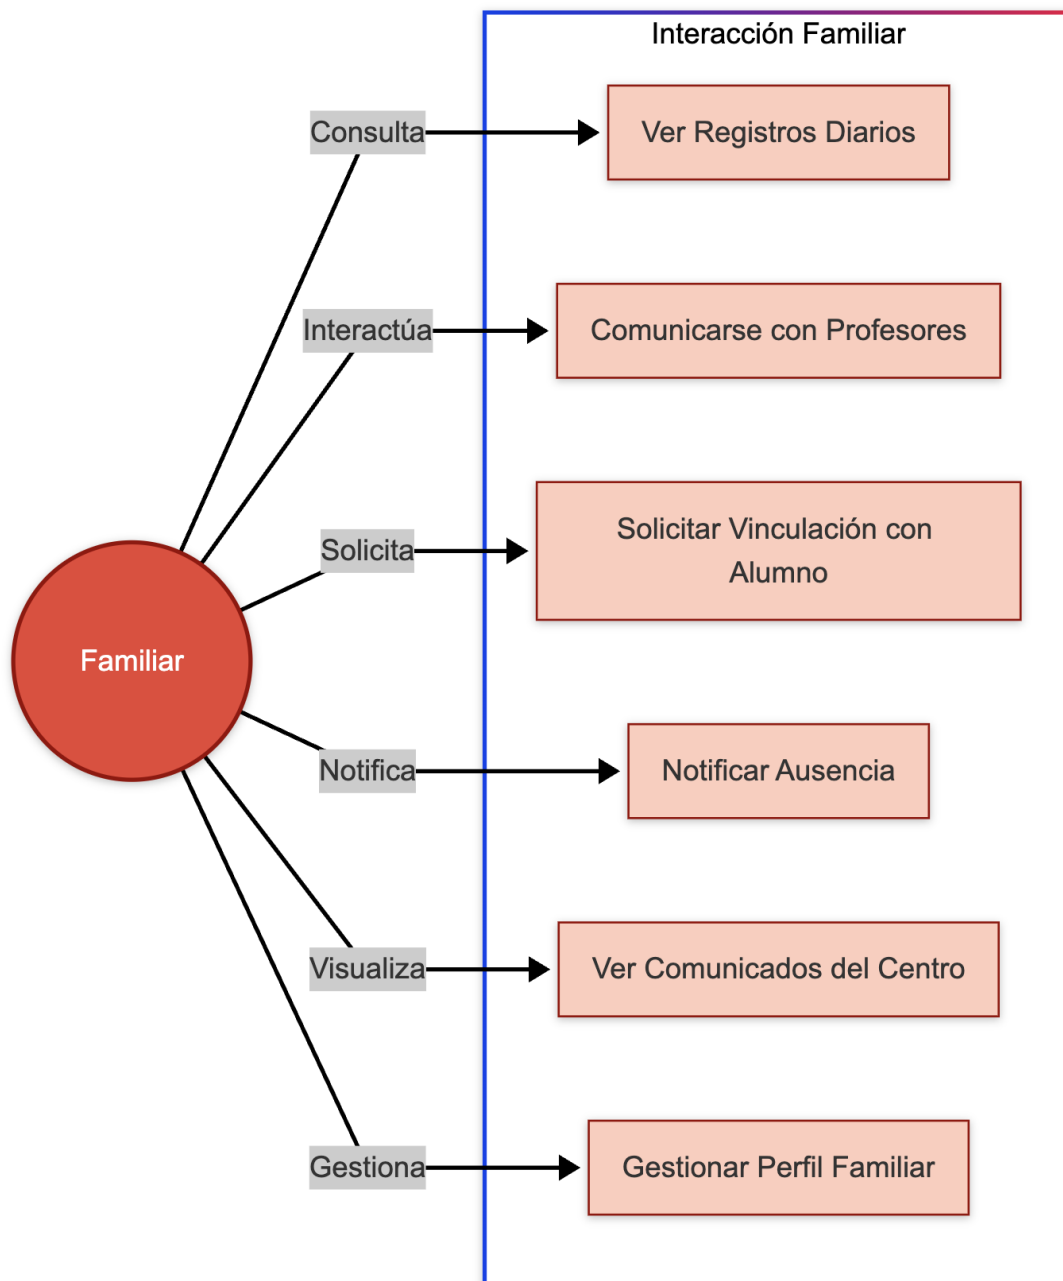 Interacción Familiar
Consulta
Ver Registros Diarios
Interactúa
Comunicarse con Profesores
Solicita
Solicitar Vinculación con
Alumno
Familiar
Notifica
Notificar Ausencia
Visualiza
Ver Comunicados del Centro
Gestiona
Gestionar Perfil Familiar